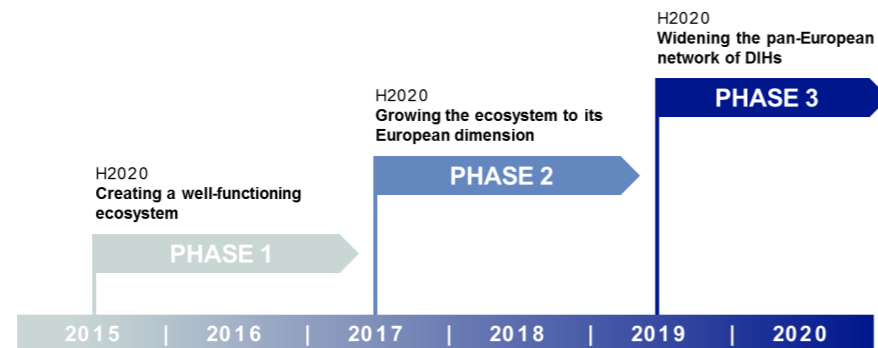 H2020
Widening the pan-European
network of DIHs
PHASE 3
H2020
Growing the ecosystem to its
European dimension
PHASE 2
H2020
Creating a well-functioning
ecosystem
PHASE 1
2015 | 2016 | 2017 | 2018 | 2019 | 2020